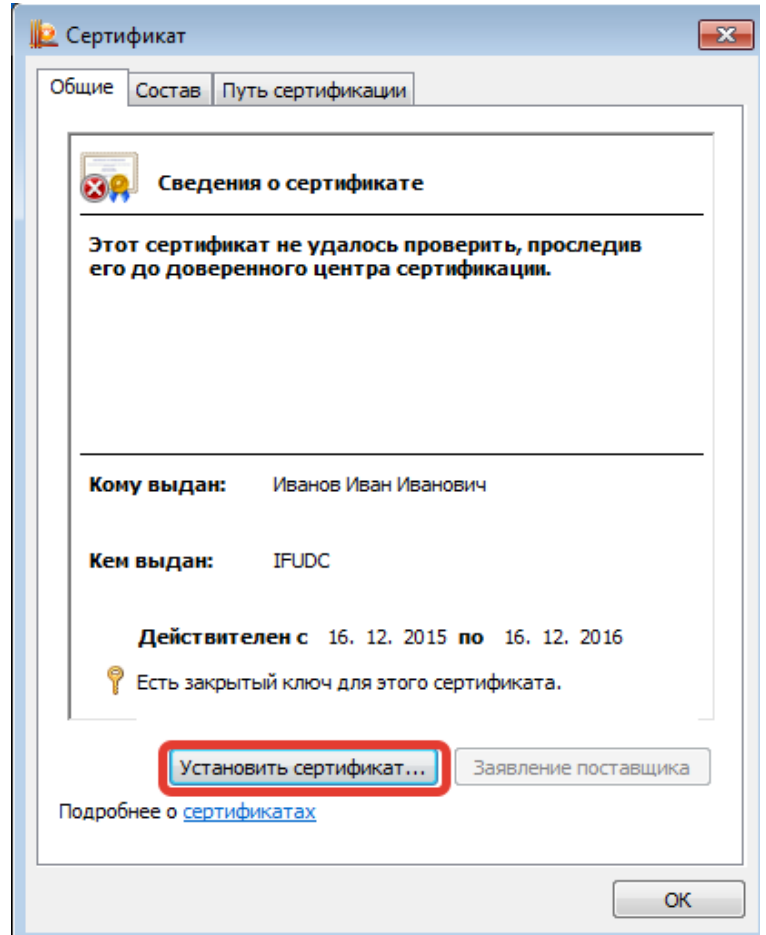 Сертификат
Общие Состав Путь сертификации
Сведения о сертификате
Этот сертификат не удалось проверить, проследив
его до доверенного центра сертификации.
Кому выдан: Иванов Иван Иванович
Кем выдан: IFUDC
Действителен с 16. 12. 2015 по 16. 12. 2016
Есть закрытый ключ для этого сертификата.
Установить сертификат... Заявление поставщика
Подробнее о сертификатах
ОК